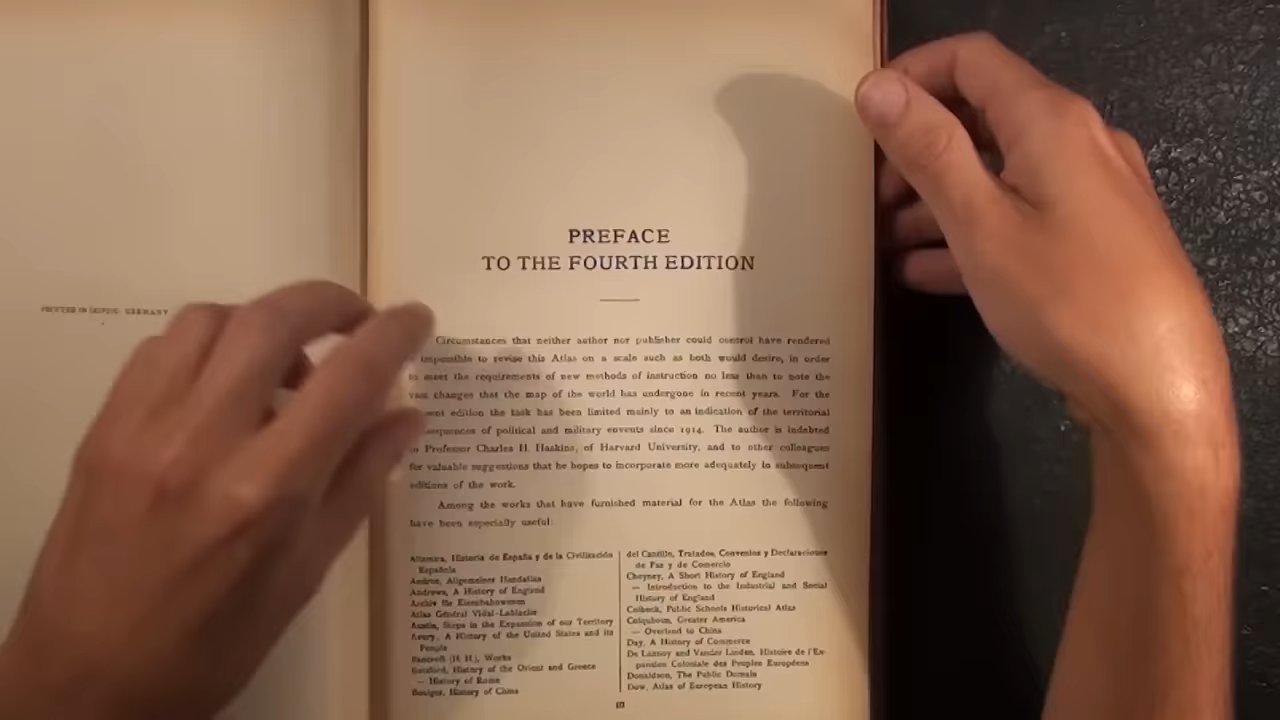 PRINTED IN LEIPZIG GERMANY
PREFACE
TO THE FOURTH EDITION
Circumstances that neither author nor publisher could control have rendered
impossible to revise this Atlas on a scale such as both would desire, in order
to meet the requirements of new methods of instruction no less than to note the
vast changes that the map of the world has undergone in recent years. For the
edition the task has been limited mainly to an indication of the territorial
of political and military events since 1914. The author is indebted
to Professor Charles H. Haskins, of Harvard University, and to other colleagues
for valuable suggestions that he hopes to incorporate more adequately in subsequent
editions of the work.
Among the works that have furnished material for the Atlas the following
have been especially useful:
Altamira, Historia de España y de la Civilización
Española
Andree, Allgemeiner Handatlas
Andrews, A History of England
Archiv für Eisenbahnwesen
Atlas Général Vidal-Lablache
Austin, Steps in the Expansion of our Territory
Avery, A History of the United States and its
People
Bancroft (H. H.), Works
Botsford, History of the Orient and Greece
— History of Rome
Boulger, History of China
del Cantillo, Tratados, Convenios y Declaraciones
de Paz y de Comercio
Cheyney, A Short History of England
— Introduction to the Industrial and Social
History of England
Colbeck, Public Schools Historical Atlas
Colquhoun, Greater America
— Overland to China
Day, A History of Commerce
De Lannoy and Vander Linden, Histoire de l'Ex-
pansion Coloniale des Peuples Européens
Donaldson, The Public Domain
Dow, Atlas of European History